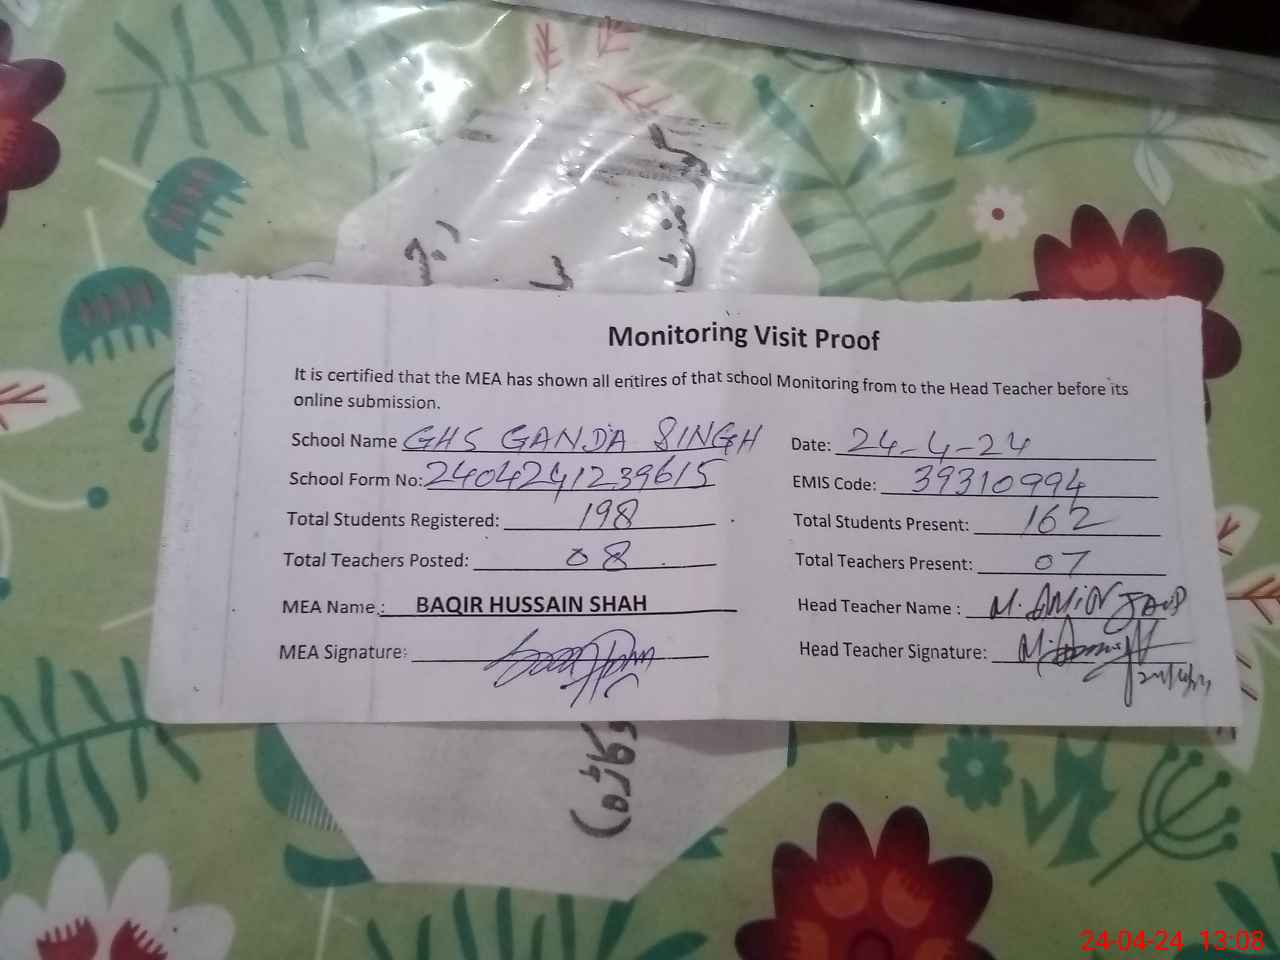 Monitoring Visit Proof
It is certified that the MEA has shown all entires of that school Monitoring from to the Head Teacher before its
online submission.
School Name GHS GANDA SINGH Date: 24-4-24
School Form No: 2404241239615 EMIS Code: 39310994
Total Students Registered: 198 Total Students Present: 162
Total Teachers Posted: 08 Total Teachers Present: 07
MEA Name : BAQIR HUSSAIN SHAH Head Teacher Name : M. AMIN
MEA Signature: Head Teacher Signature:
24-04-24 13:08